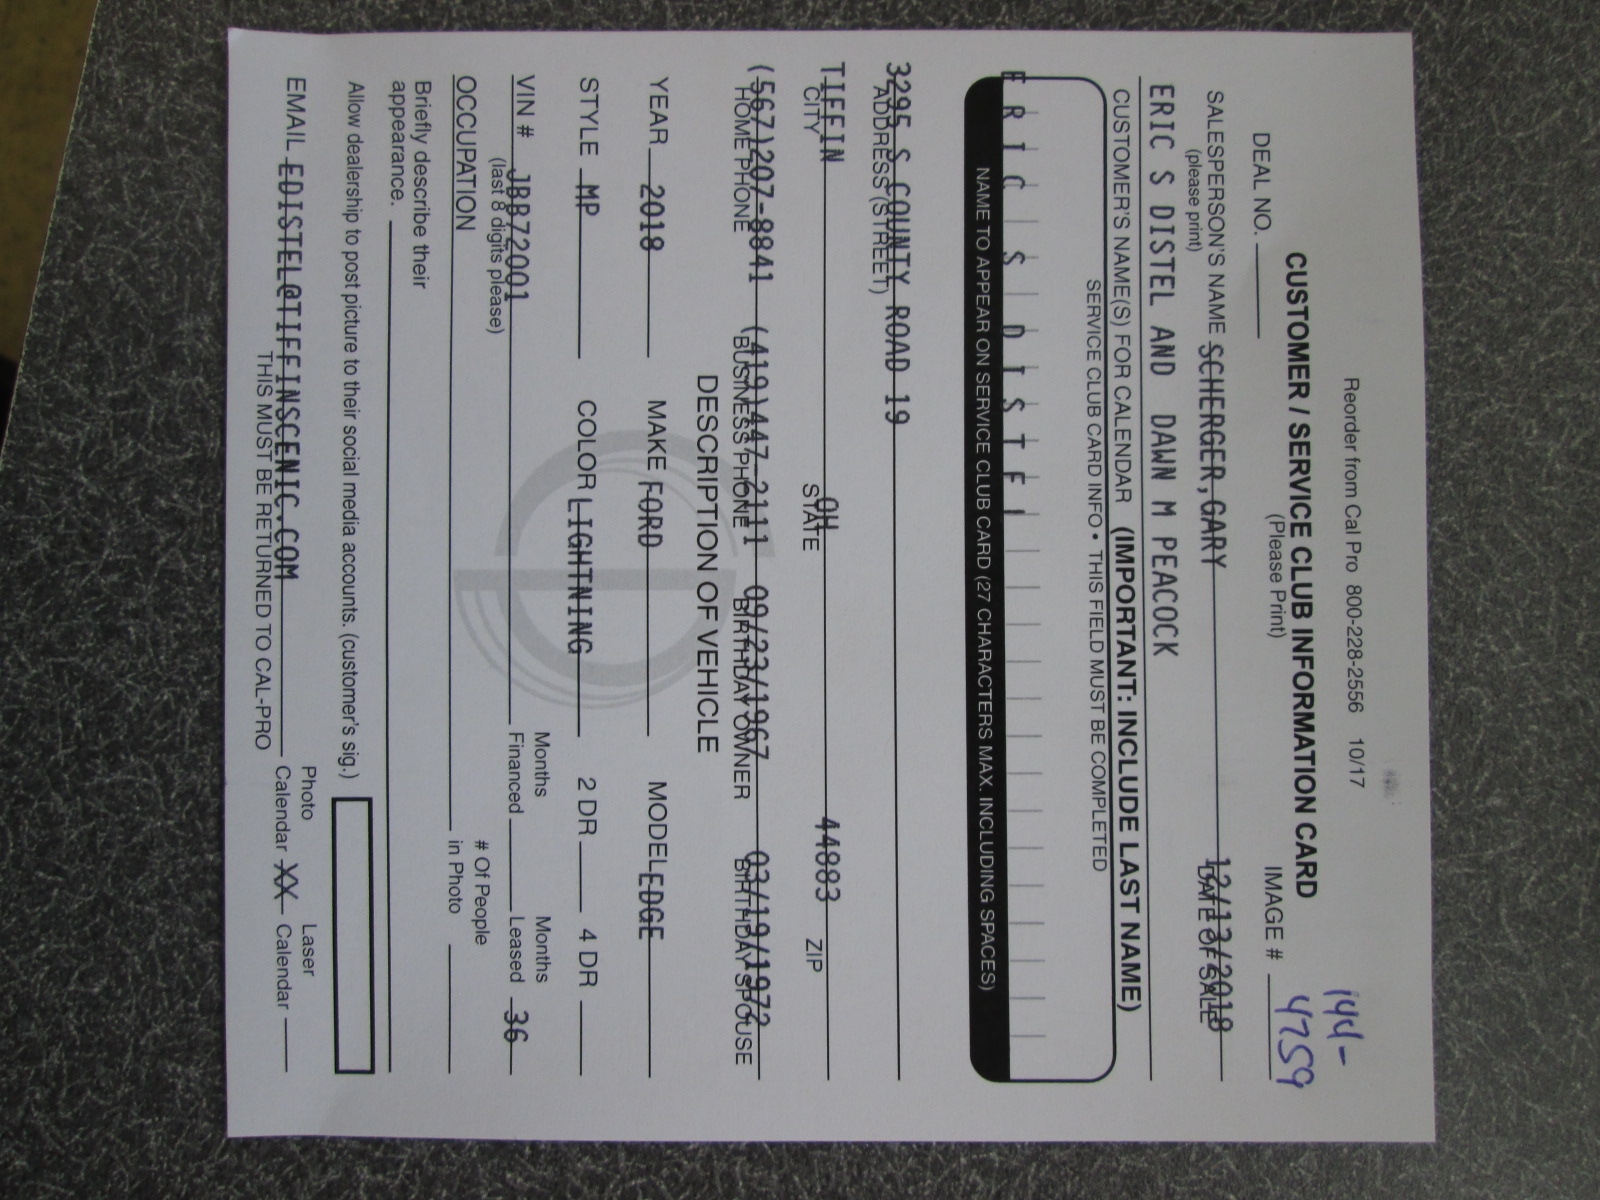 Reorder from Cal Pro 800-228-2556 10/17
144-
CUSTOMER / SERVICE CLUB INFORMATION CARD
(Please Print)
DEAL NO. IMAGE # 4759
SALESPERSON'S NAME SCHERGER,GARY 12/13/2018
(please print) DATE OF SALE
ERIC S DISTEL AND DAWN M PEACOCK
CUSTOMER'S NAME(S) FOR CALENDAR (IMPORTANT: INCLUDE LAST NAME)
SERVICE CLUB CARD INFO • THIS FIELD MUST BE COMPLETED
E R I C S D I S T E L
NAME TO APPEAR ON SERVICE CLUB CARD (27 CHARACTERS MAX. INCLUDING SPACES)
3295 S COUNTY ROAD 19
ADDRESS (STREET)
TIFFIN OH 44883
CITY STATE ZIP
(567)207-8841 (419)447-2111 09/23/1967 03/19/1972
HOME PHONE BUSINESS PHONE BIRTHDAY OWNER BIRTHDAY SPOUSE
DESCRIPTION OF VEHICLE
YEAR 2018 MAKE FORD MODEL EDGE
STYLE MP COLOR LIGHTNING 2 DR 4 DR
VIN # JBB72001 Months Financed Months Leased 36
(last 8 digits please)
OCCUPATION # Of People in Photo
Briefly describe their
appearance.
Allow dealership to post picture to their social media accounts. (customer's sig.)
EMAIL EDISTEL@TIFFINSCENIC.COM Photo Calendar XX Laser Calendar
THIS MUST BE RETURNED TO CAL-PRO